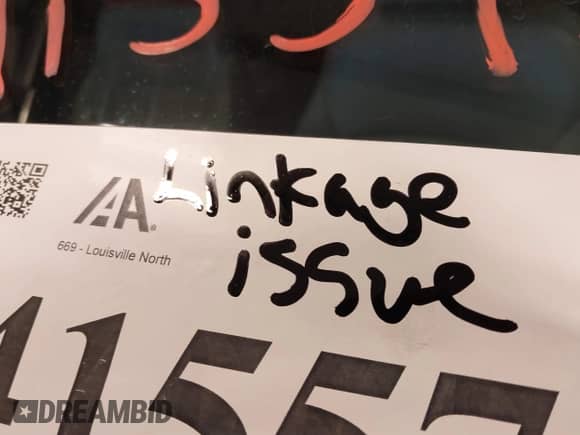 IAA.
Linkage
669 - Louisville North
issue
41557
DREAMBID